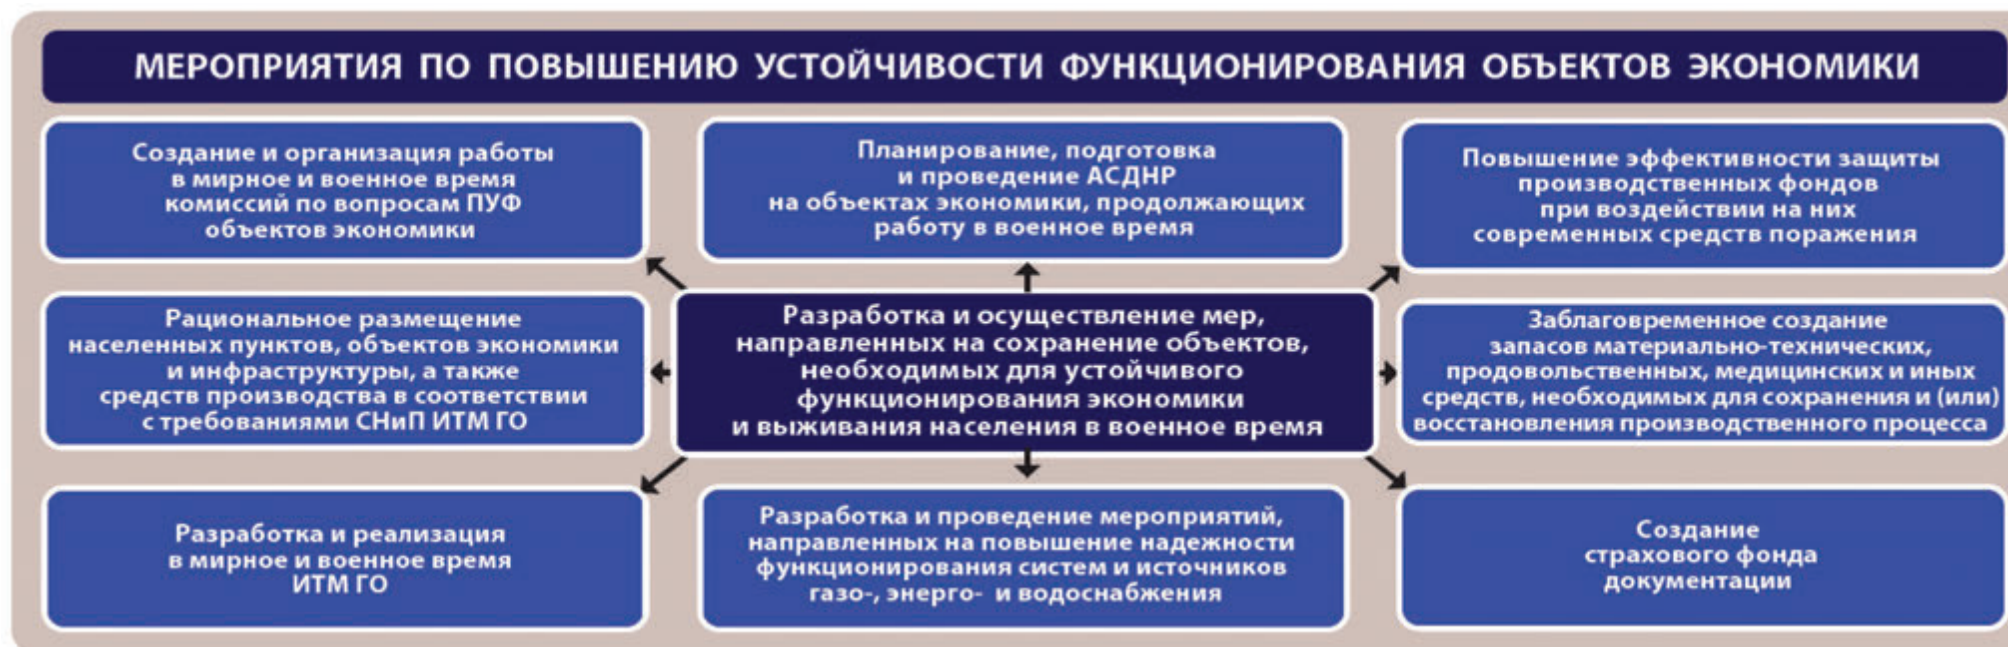 МЕРОПРИЯТИЯ ПО ПОВЫШЕНИЮ УСТОЙЧИВОСТИ ФУНКЦИОНИРОВАНИЯ ОБЪЕКТОВ ЭКОНОМИКИ
Создание и организация работы
в мирное и военное время
комиссий по вопросам ПУФ
объектов экономики
Планирование, подготовка
и проведение АСДНР
на объектах экономики, продолжающих
работу в военное время
Повышение эффективности защиты
производственных фондов
при воздействии на них
современных средств поражения
Рациональное размещение
населенных пунктов, объектов экономики
и инфраструктуры, а также
средств производства в соответствии
с требованиями СНиП ИТМ ГО
Разработка и осуществление мер,
направленных на сохранение объектов,
необходимых для устойчивого
функционирования экономики
и выживания населения в военное время
Заблаговременное создание
запасов материально-технических,
продовольственных, медицинских и иных
средств, необходимых для сохранения и (или)
восстановления производственного процесса
Разработка и реализация
в мирное и военное время
ИТМ ГО
Разработка и проведение мероприятий,
направленных на повышение надежности
функционирования систем и источников
газо-, энерго- и водоснабжения
Создание
страхового фонда
документации